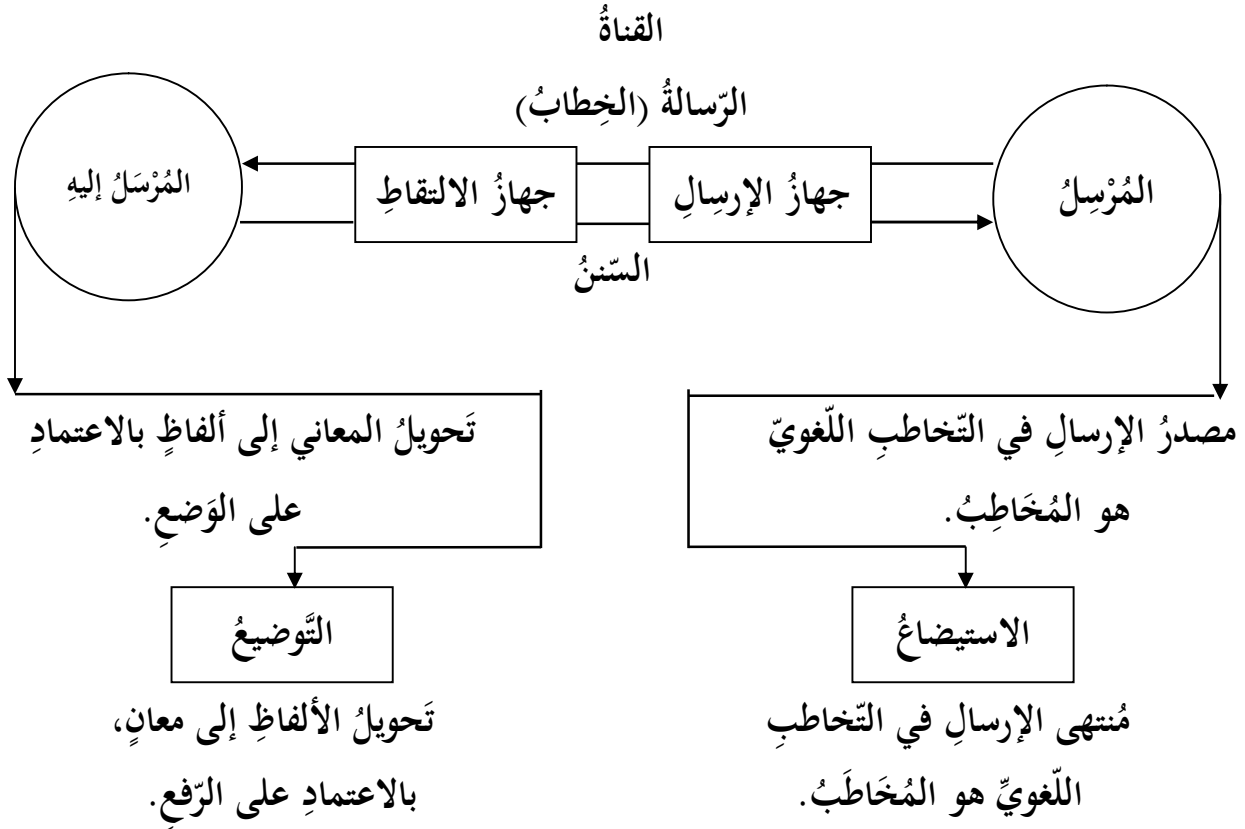 القناةُ
الرّسالةُ (الخِطابُ)
المُرْسِلُ
جهازُ الإرسِالِ
جهازُ الالتقاطِ
المُرْسَلُ إليهِ
السّننُ
مصدرُ الإرسالِ في التّخاطبِ اللّغويّ
هو المُخَاطِبُ.
تَحويلُ المعاني إلى ألفاظٍ بالاعتمادِ
على الوَضعِ.
الاستيضاعُ
التَّوضيعُ
مُنتهى الإرسالِ في التّخاطبِ
اللّغويِّ هو المُخَاطَبُ.
تَحويلُ الألفاظِ إلى معانٍ،
بالاعتمادِ على الرّفعِ.